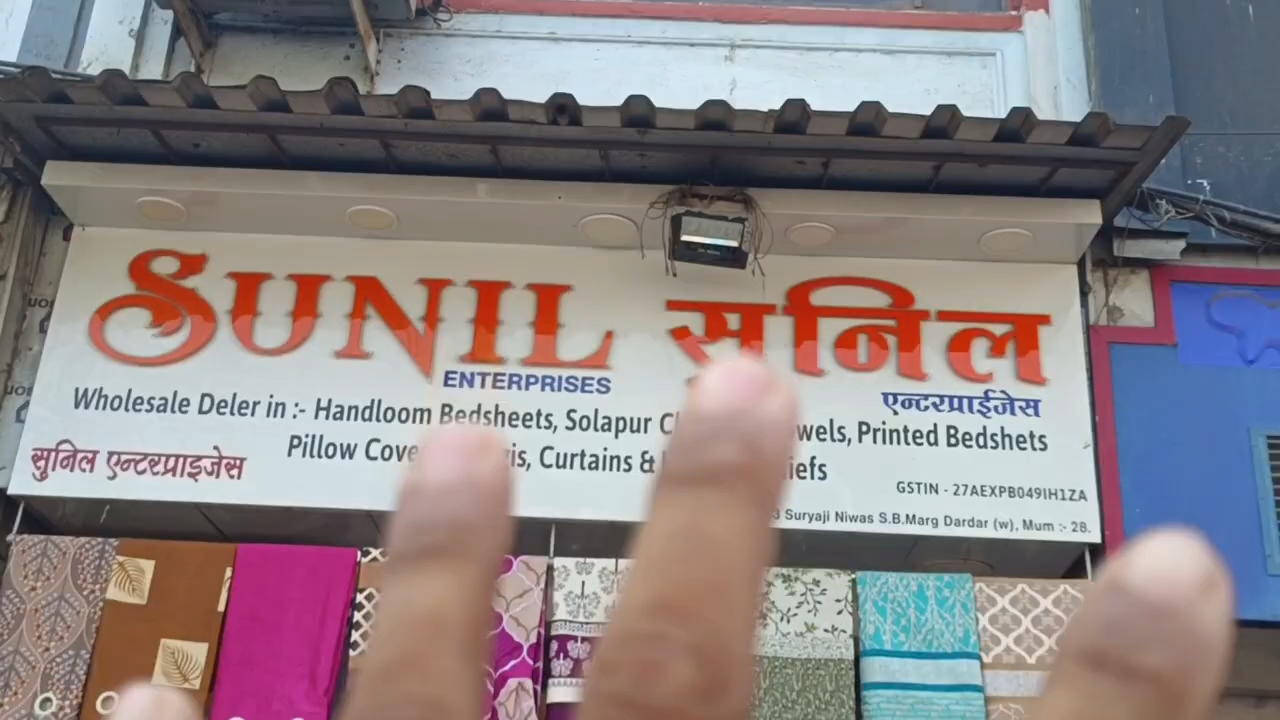 SUNIL सुनिल
ENTERPRISES एन्टरप्राईजेस
Wholesale Deler in :- Handloom Bedsheets, Solapur Printed Bedshets
Pillow Curtains &
सुनिल एन्टरप्राइजेस
GSTIN - 27AEXPB049IH1ZA
Suryaji Niwas S.B.Marg Dardar (w), Mum :- 28.